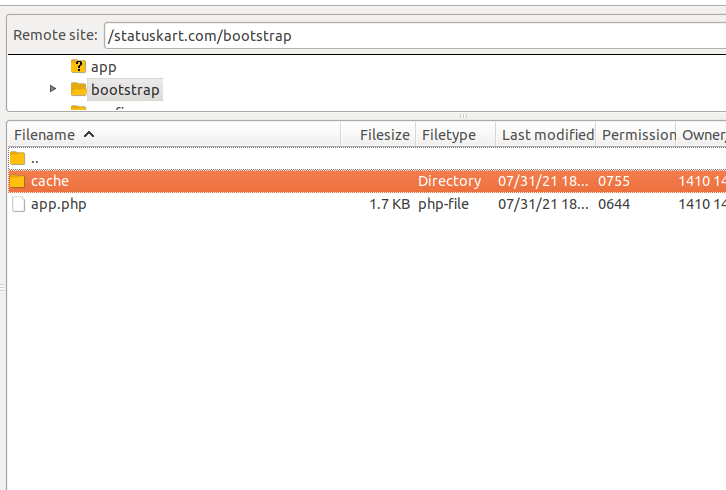 Remote site: /statuskart.com/bootstrap
app
bootstrap
Filename Filesize Filetype Last modified Permission Owner/
..
cache Directory 07/31/21 18... 0755 1410 14
app.php 1.7 KB php-file 07/31/21 18... 0644 1410 14